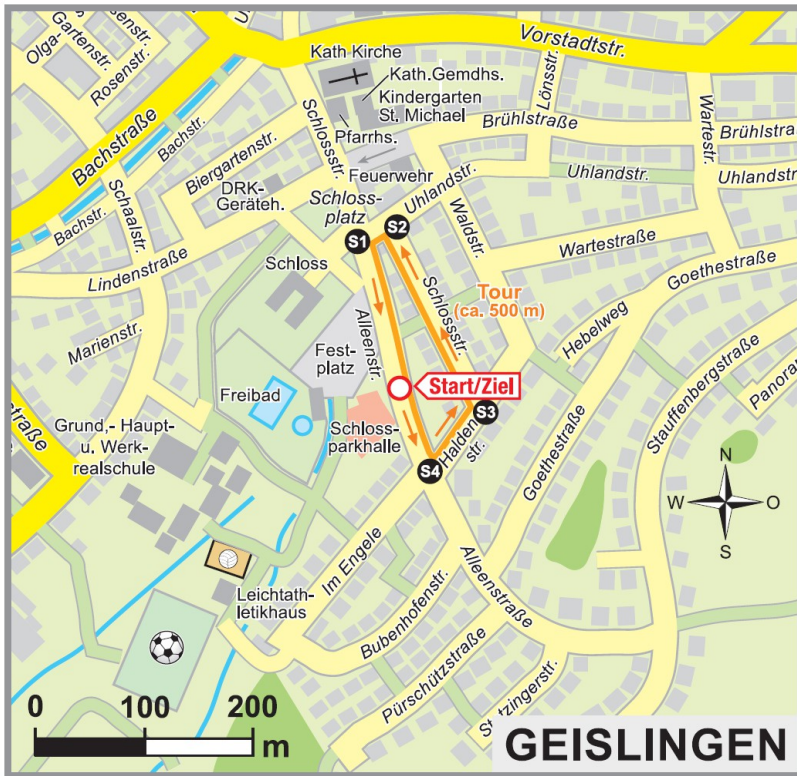 Vorstadtstr.
Kath Kirche
Olga-
Gartenstr.
Rosenstr.
Kath.Gemdhs.
Kindergarten
St. Michael
Lönsstr.
Wartestr.
Brühlstraße
Brühlstraße
Pfarrhs.
Bachstraße
Bachstr.
Schlossstr.
Biergartenstr.
Feuerwehr
Uhlandstr.
Uhlandstr.
Uhlandstr.
DRK-
Geräteh.
Schloss-
platz
Waldstr.
Schaalstr.
Bachstr.
S1
S2
Wartestraße
Lindenstraße
Schloss
Goethestraße
Schlossstr.
Tour
(ca. 500 m)
Hebelweg
Alleenstr.
Marienstr.
Fest-
platz
Stauffenbergstraße
Panora
Freibad
Start/Ziel
S3
Halden-
str.
Schloss-
parkhalle
Grund,- Haupt-
u. Werk-
realschule
straße
S4
Goethestraße
N
W
O
S
Im Engele
Alleenstraße
Leichtath-
letikhaus
Bubenhofenstr.
Pürschützstraße
Stotzingerstr.
0 100 200
m
GEISLINGEN